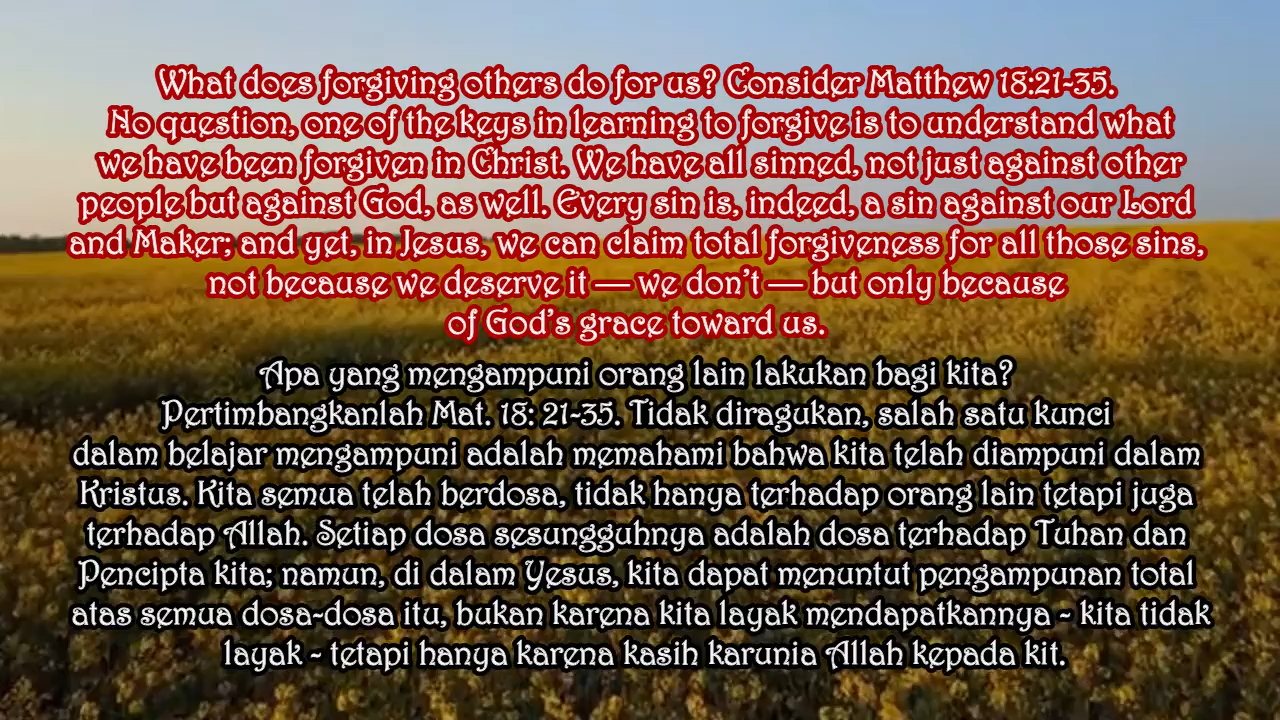 What does forgiving others do for us? Consider Matthew 18:21-35.
No question, one of the keys in learning to forgive is to understand what
we have been forgiven in Christ. We have all sinned, not just against other
people but against God, as well. Every sin is, indeed, a sin against our Lord
and Maker; and yet, in Jesus, we can claim total forgiveness for all those sins,
not because we deserve it — we don’t — but only because
of God’s grace toward us.
Apa yang mengampuni orang lain lakukan bagi kita?
Pertimbangkanlah Mat. 18: 21-35. Tidak diragukan, salah satu kunci
dalam belajar mengampuni adalah memahami bahwa kita telah diampuni dalam
Kristus. Kita semua telah berdosa, tidak hanya terhadap orang lain tetapi juga
terhadap Allah. Setiap dosa sesungguhnya adalah dosa terhadap Tuhan dan
Pencipta kita; namun, di dalam Yesus, kita dapat menuntut pengampunan total
atas semua dosa-dosa itu, bukan karena kita layak mendapatkannya - kita tidak
layak - tetapi hanya karena kasih karunia Allah kepada kit.